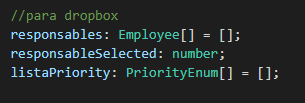 //para dropbox
responsables: Employee[] = [];
responsableSelected: number;
listaPriority: PriorityEnum[] = [];